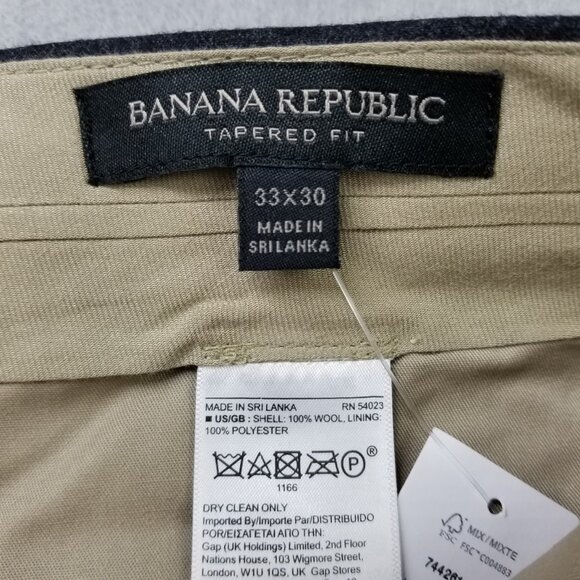 BANANA REPUBLIC
TAPERED FIT
33X30
MADE IN
SRI LANKA
MADE IN SRI LANKA RN 54023
■ US/GB : SHELL: 100% WOOL, LINING:
100% POLYESTER
P®
1166
DRY CLEAN ONLY
Imported By/Importe Par/DISTRIBUIDO
POR/ΕΙΣΑΓΕΤΑΙ ΑΠΟ ΤΗΝ:
Gap (UK Holdings) Limited, 2nd Floor
Nations House, 103 Wigmore Street,
London, W1U 1QS UK/Gap Stores
MIX/MIXTE
FSC FSC™ C004883